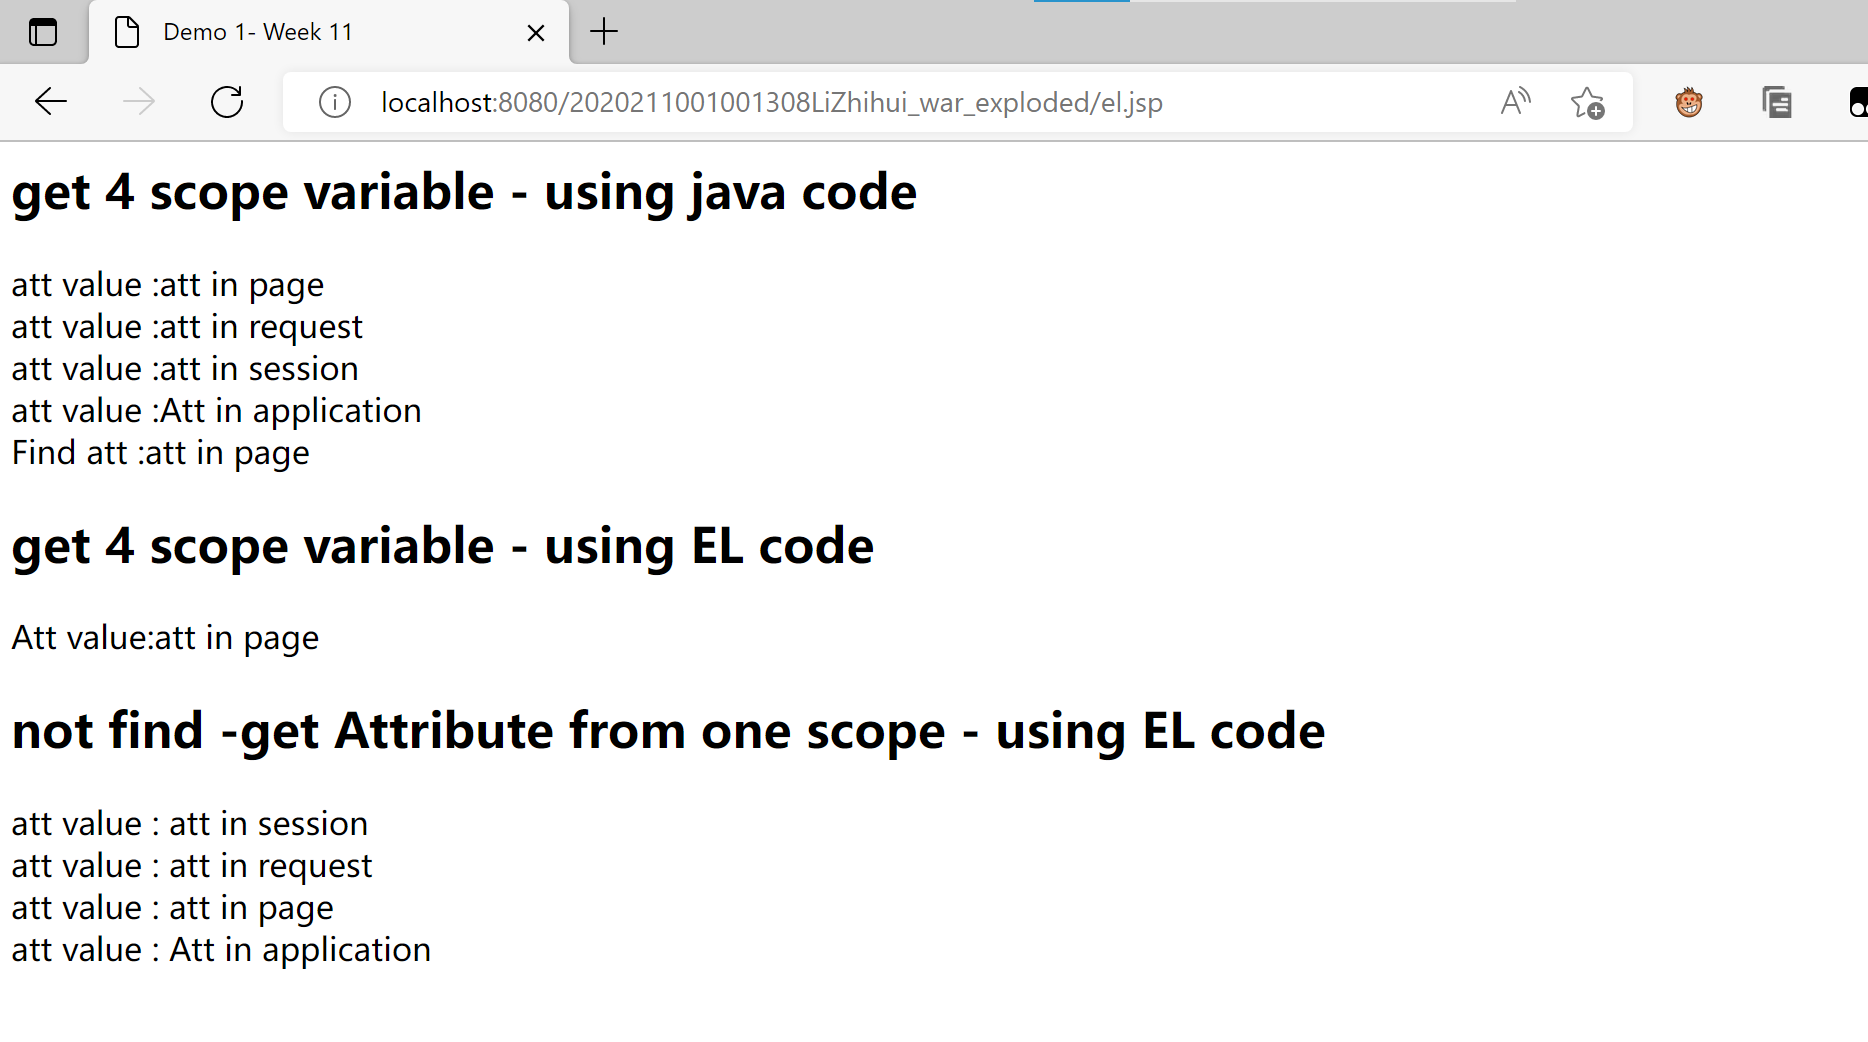 Demo 1- Week 11
localhost:8080/2020211001001308LiZhihui_war_exploded/el.jsp
get 4 scope variable - using java code
att value :att in page
att value :att in request
att value :att in session
att value :Att in application
Find att :att in page
get 4 scope variable - using EL code
Att value:att in page
not find -get Attribute from one scope - using EL code
att value : att in session
att value : att in request
att value : att in page
att value : Att in application